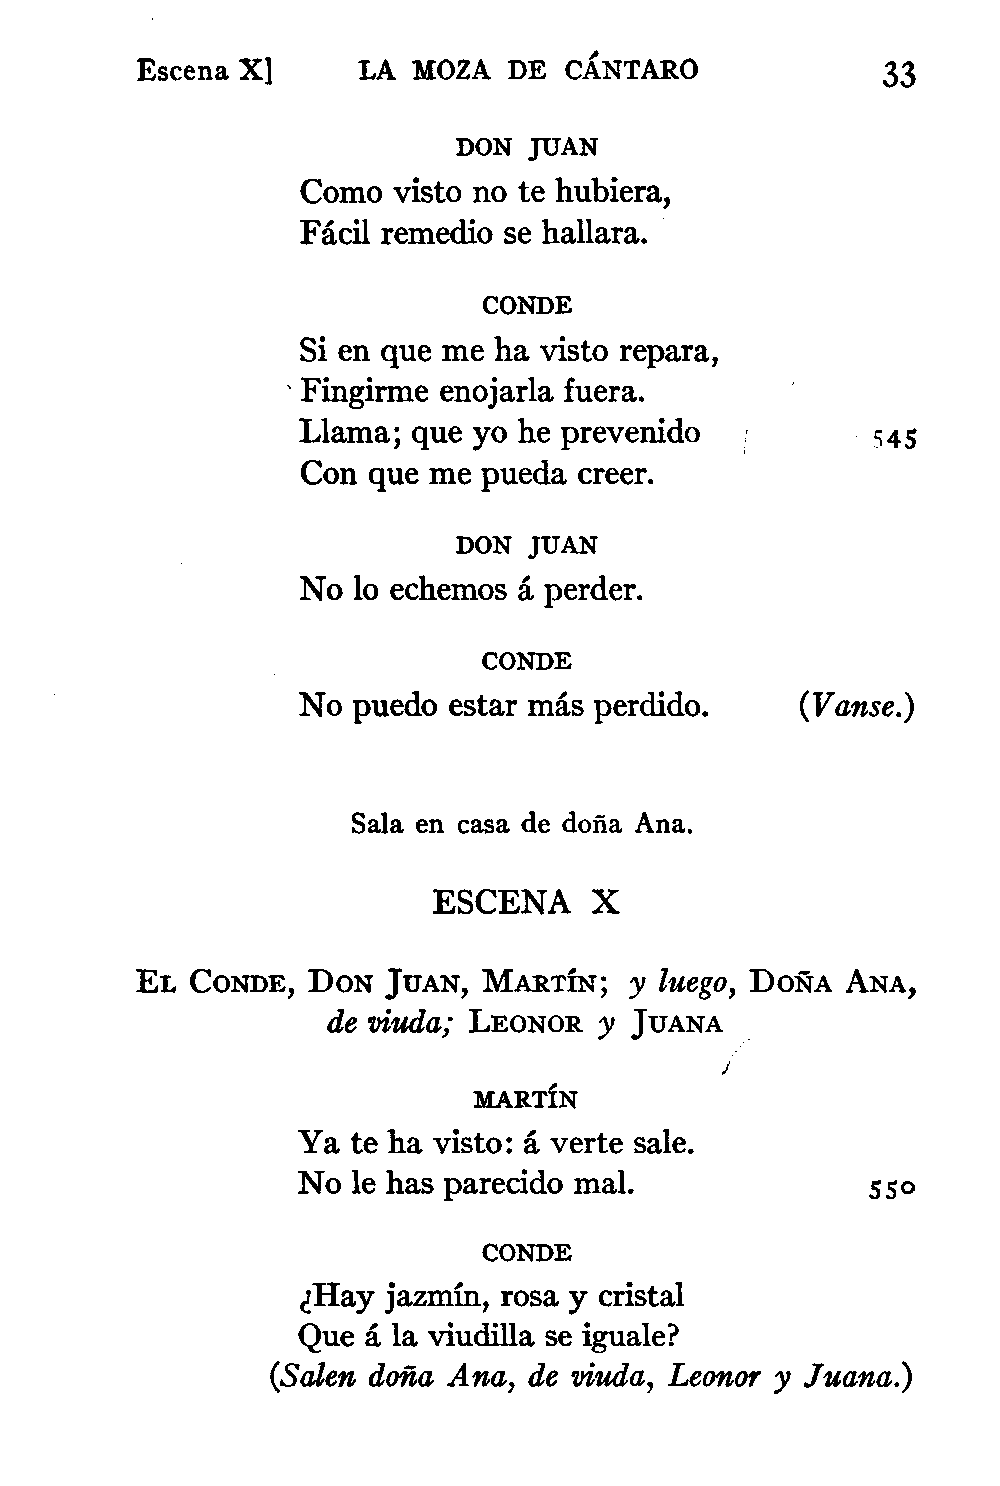 Escena X] LA MOZA DE CÁNTARO 33
DON JUAN
Como visto no te hubiera,
Fácil remedio se hallara.
CONDE
Si en que me ha visto repara,
Fingirme enojarla fuera.
Llama; que yo he prevenido 545
Con que me pueda creer.
DON JUAN
No lo echemos á perder.
CONDE
No puedo estar más perdido. (Vanse.)
Sala en casa de doña Ana.
ESCENA X
EL CONDE, DON JUAN, MARTÍN; y luego, DOÑA ANA,
de viuda; LEONOR y JUANA
MARTÍN
Ya te ha visto: á verte sale.
No le has parecido mal. 550
CONDE
¿Hay jazmín, rosa y cristal
Que á la viudilla se iguale?
(Salen doña Ana, de viuda, Leonor y Juana.)